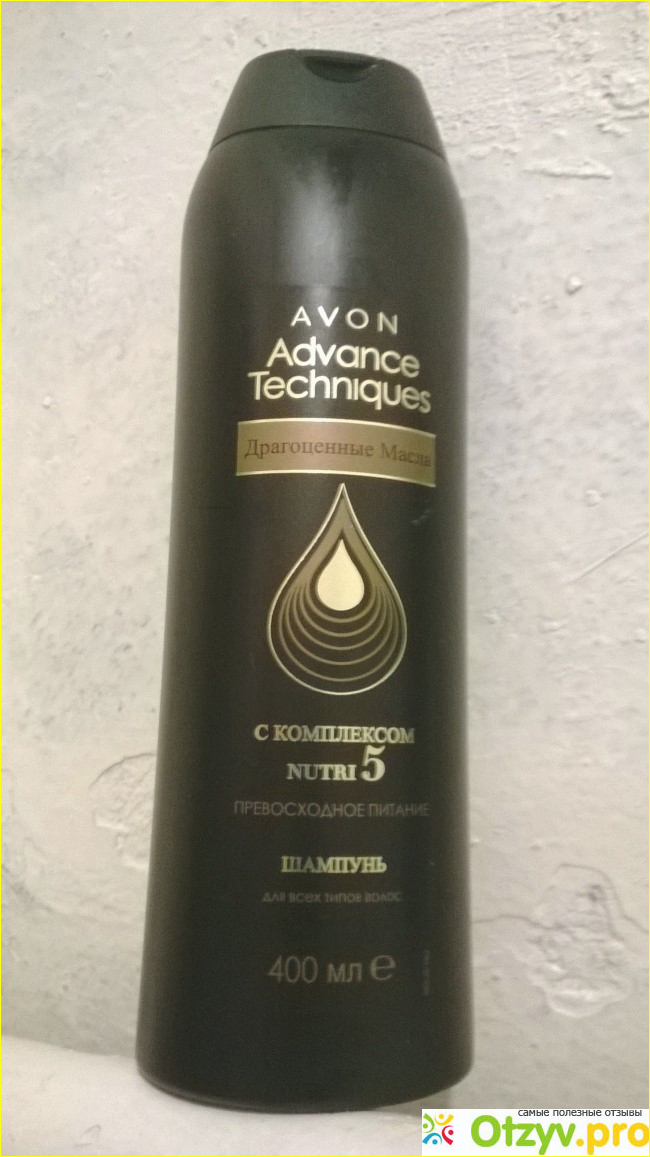 AVON
Advance
Techniques
Драгоценные Масла
С КОМПЛЕКСОМ
NUTRI 5
ПРЕВОСХОДНОЕ ПИТАНИЕ
ШАМПУНЬ
для всех типов волос
400 мл e
самые полезные отзывы
Otzyv.pro